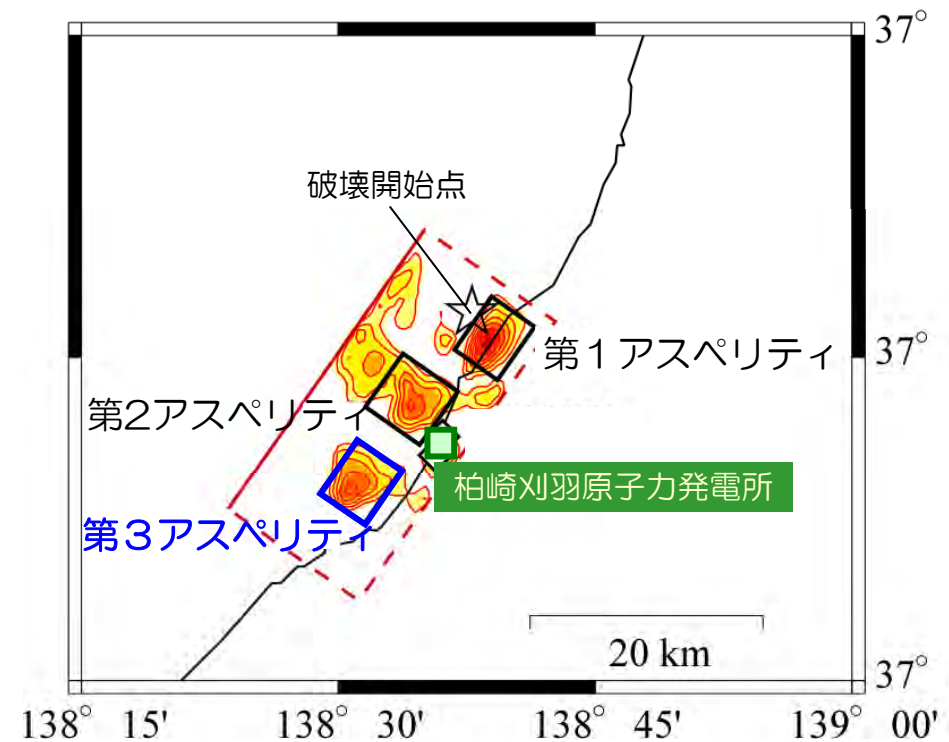 37°
破壊開始点
37°
第１アスペリティ
第2アスペリティ
柏崎刈羽原子力発電所
第３アスペリティ
20 km
37°
138° 15' 138° 30' 138° 45' 139° 00'